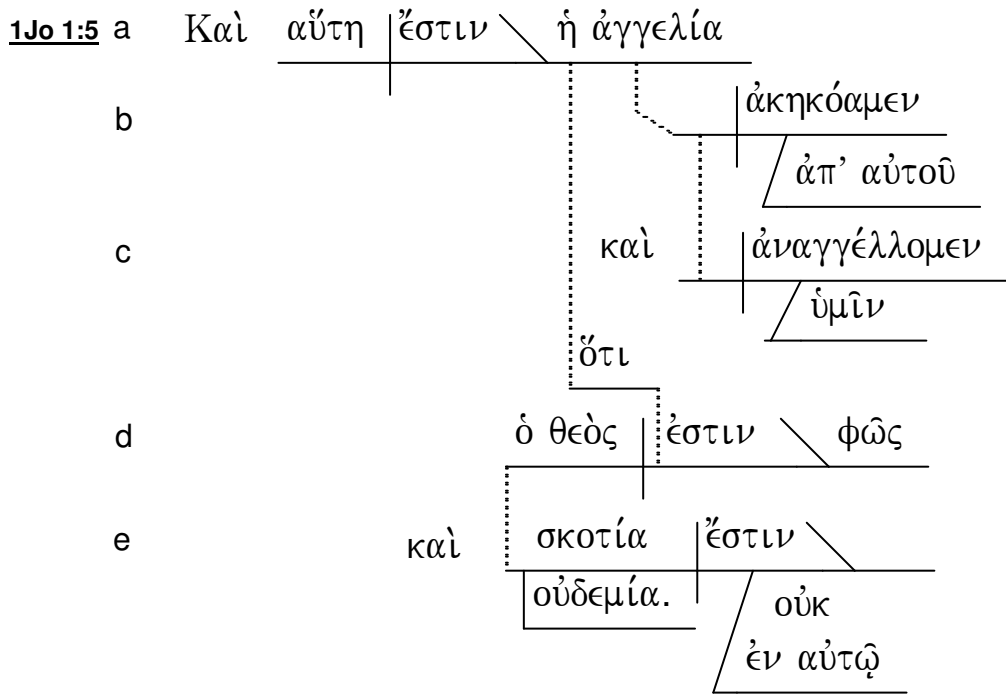 1Jo 1:5 a Καὶ αὕτη ἔστιν ἡ ἀγγελία
b ἀκηκόαμεν
ἀπ’ αὐτοῦ
c καὶ ἀναγγέλλομεν
ὑμῖν
ὅτι
d ὁ θεὸς ἐστιν φῶς
e καὶ σκοτία ἔστιν
οὐδεμία. οὐκ
ἐν αὐτῷ